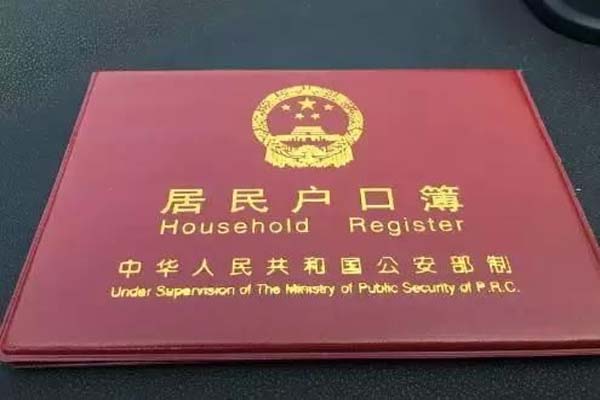 居民户口簿
Household Register
中华人民共和国公安部制
Under Supervision of The Ministry of Public Security of P.R.C.